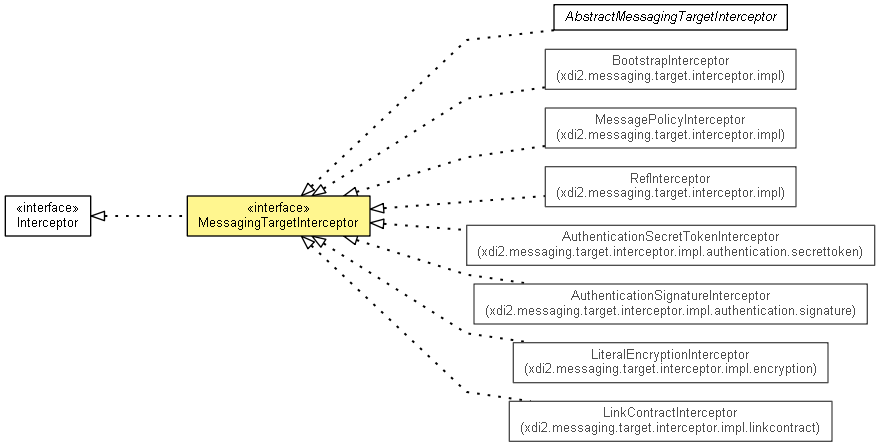 AbstractMessagingTargetInterceptor
BootstrapInterceptor
(xdi2.messaging.target.interceptor.impl)
MessagePolicyInterceptor
(xdi2.messaging.target.interceptor.impl)
RefInterceptor
(xdi2.messaging.target.interceptor.impl)
«interface»
Interceptor
«interface»
MessagingTargetInterceptor
AuthenticationSecretTokenInterceptor
(xdi2.messaging.target.interceptor.impl.authentication.secrettoken)
AuthenticationSignatureInterceptor
(xdi2.messaging.target.interceptor.impl.authentication.signature)
LiteralEncryptionInterceptor
(xdi2.messaging.target.interceptor.impl.encryption)
LinkContractInterceptor
(xdi2.messaging.target.interceptor.impl.linkcontract)